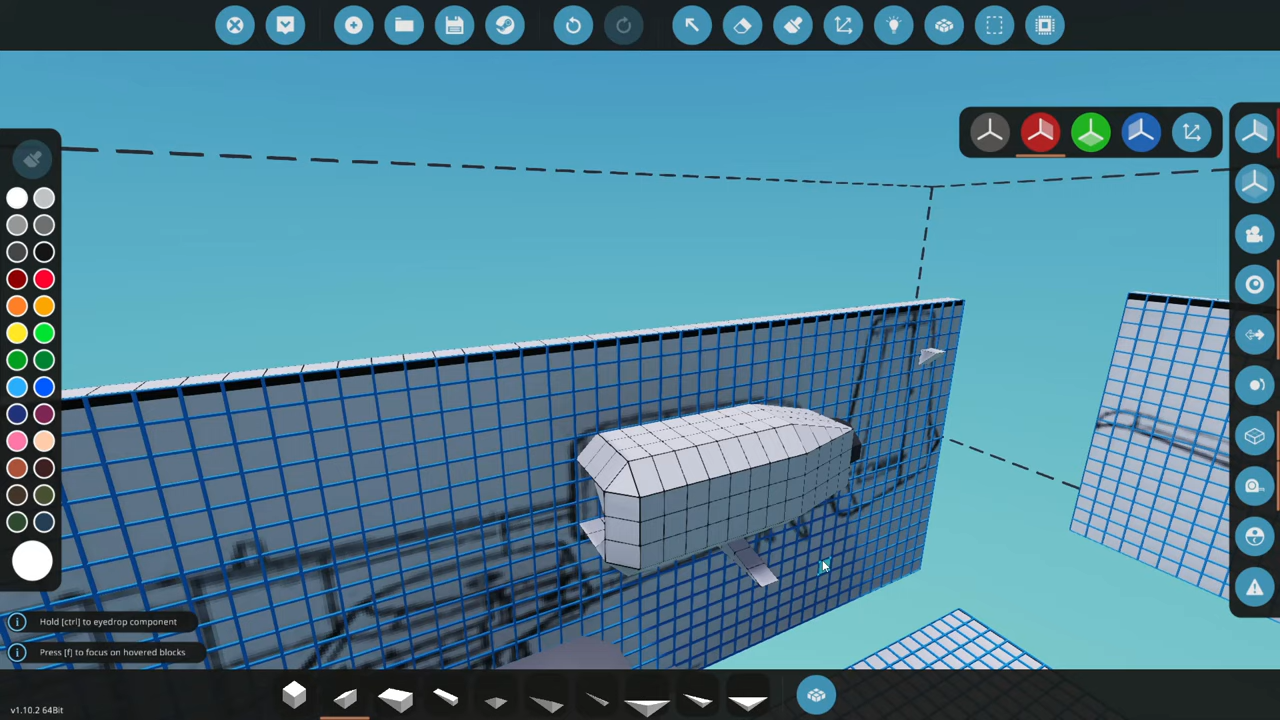 Hold [ctrl] to eyedrop component
Press [f] to focus on hovered blocks
v1.10.2 64Bit